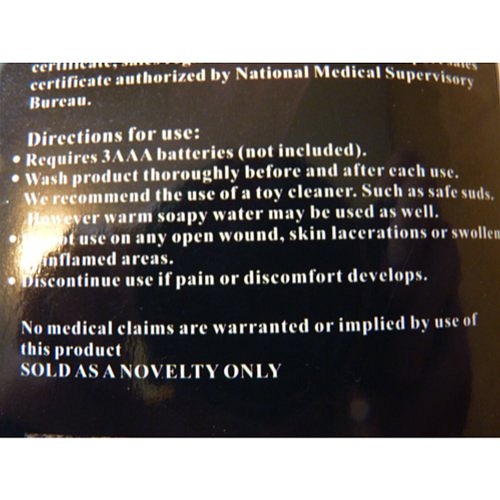 certificate,
certificate authorized by National Medical Supervisory
Bureau.
Directions for use:
• Requires 3AAA batteries (not included).
• Wash product thoroughly before and after each use.
We recommend the use of a toy cleaner. Such as safe suds.
However warm soapy water may be used as well.
• not use on any open wound, skin lacerations or swollen
inflamed areas.
• Discontinue use if pain or discomfort develops.
No medical claims are warranted or implied by use of
this product
SOLD AS A NOVELTY ONLY